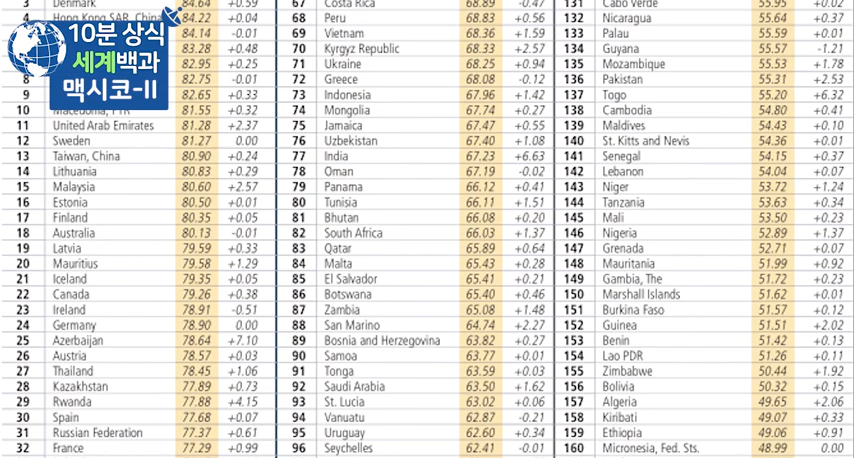 10분 상식
세계백과
맥시코-II
3 Denmark 84.64 +0.59
4 Hong Kong SAR, China 84.22 +0.04
84.14 -0.01
83.28 +0.48
82.95 +0.25
8 82.75 -0.01
9 82.65 +0.33
10 Macedonia, FYR 81.55 +0.32
11 United Arab Emirates 81.28 +2.37
12 Sweden 81.27 0.00
13 Taiwan, China 80.90 +0.24
14 Lithuania 80.83 +0.29
15 Malaysia 80.60 +2.57
16 Estonia 80.50 +0.01
17 Finland 80.35 +0.05
18 Australia 80.13 -0.01
19 Latvia 79.59 +0.33
20 Mauritius 79.58 +1.29
21 Iceland 79.35 +0.05
22 Canada 79.26 +0.38
23 Ireland 78.91 -0.51
24 Germany 78.90 0.00
25 Azerbaijan 78.64 +7.10
26 Austria 78.57 +0.03
27 Thailand 78.45 +1.06
28 Kazakhstan 77.89 +0.73
29 Rwanda 77.88 +4.15
30 Spain 77.68 +0.07
31 Russian Federation 77.37 +0.61
32 France 77.29 +0.99
67 Costa Rica 68.89 -0.47
68 Peru 68.83 +0.56
69 Vietnam 68.36 +1.59
70 Kyrgyz Republic 68.33 +2.57
71 Ukraine 68.25 +0.94
72 Greece 68.08 -0.12
73 Indonesia 67.96 +1.42
74 Mongolia 67.74 +0.27
75 Jamaica 67.47 +0.55
76 Uzbekistan 67.40 +1.08
77 India 67.23 +6.63
78 Oman 67.19 -0.02
79 Panama 66.12 +0.41
80 Tunisia 66.11 +1.51
81 Bhutan 66.08 +0.20
82 South Africa 66.03 +1.37
83 Qatar 65.89 +0.64
84 Malta 65.43 +0.28
85 El Salvador 65.41 +0.21
86 Botswana 65.40 +0.46
87 Zambia 65.08 +1.48
88 San Marino 64.74 +2.27
89 Bosnia and Herzegovina 63.82 +0.27
90 Samoa 63.77 +0.01
91 Tonga 63.59 +0.03
92 Saudi Arabia 63.50 +1.62
93 St. Lucia 63.02 +0.06
94 Vanuatu 62.87 -0.21
95 Uruguay 62.60 +0.34
96 Seychelles 62.41 -0.01
131 Cabo Verde 55.95 +0.02
132 Nicaragua 55.64 +0.37
133 Palau 55.59 +0.01
134 Guyana 55.57 -1.21
135 Mozambique 55.53 +1.78
136 Pakistan 55.31 +2.53
137 Togo 55.20 +6.32
138 Cambodia 54.80 +0.41
139 Maldives 54.43 +0.10
140 St. Kitts and Nevis 54.36 +0.01
141 Senegal 54.15 +0.37
142 Lebanon 54.04 +0.07
143 Niger 53.72 +1.24
144 Tanzania 53.63 +0.34
145 Mali 53.50 +0.23
146 Nigeria 52.89 +1.37
147 Grenada 52.71 +0.07
148 Mauritania 51.99 +0.92
149 Gambia, The 51.72 +0.23
150 Marshall Islands 51.62 +0.01
151 Burkina Faso 51.57 +0.12
152 Guinea 51.51 +2.02
153 Benin 51.42 +0.13
154 Lao PDR 51.26 +0.11
155 Zimbabwe 50.44 +1.92
156 Bolivia 50.32 +0.15
157 Algeria 49.65 +2.06
158 Kiribati 49.07 +0.33
159 Ethiopia 49.06 +0.91
160 Micronesia, Fed. Sts. 48.99 0.00